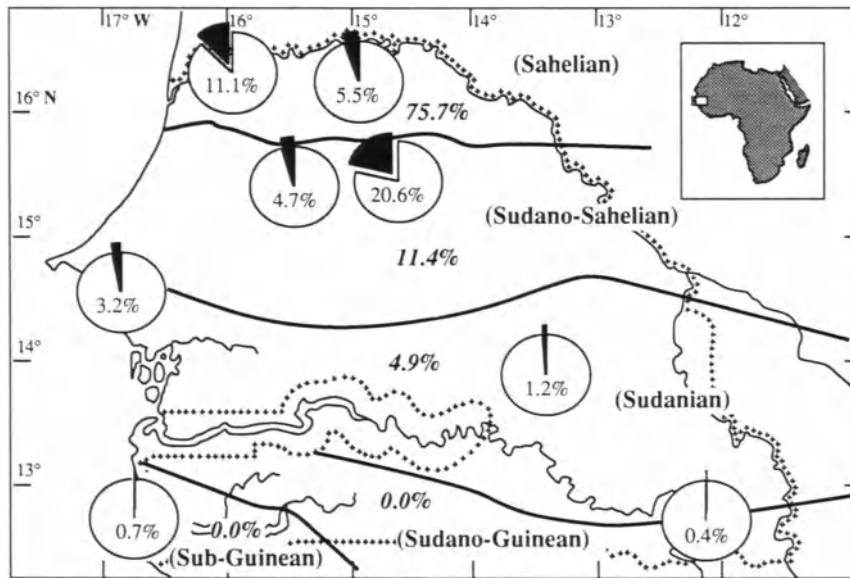 17° W 16° 15° 14° 13° 12°
(Sahelian)
11.1%
5.5%
75.7%
16° N
4.7%
20.6%
(Sudano-Sahelian)
15°
11.4%
3.2%
14°
4.9%
1.2%
(Sudanian)
13°
0.0%
0.7%
0.0%
(Sudano-Guinean)
0.4%
(Sub-Guinean)